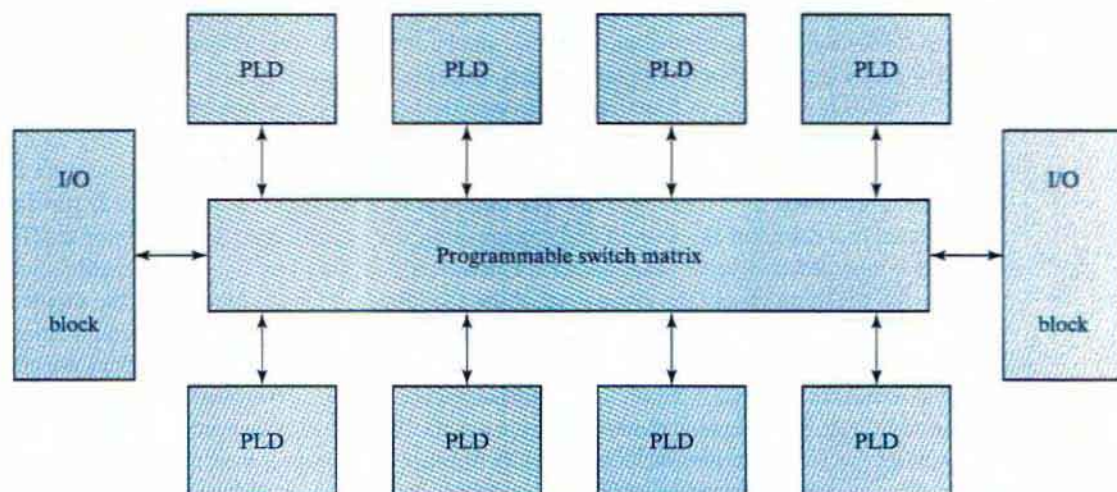 PLD PLD PLD PLD
I/O I/O
Programmable switch matrix
block block
PLD PLD PLD PLD